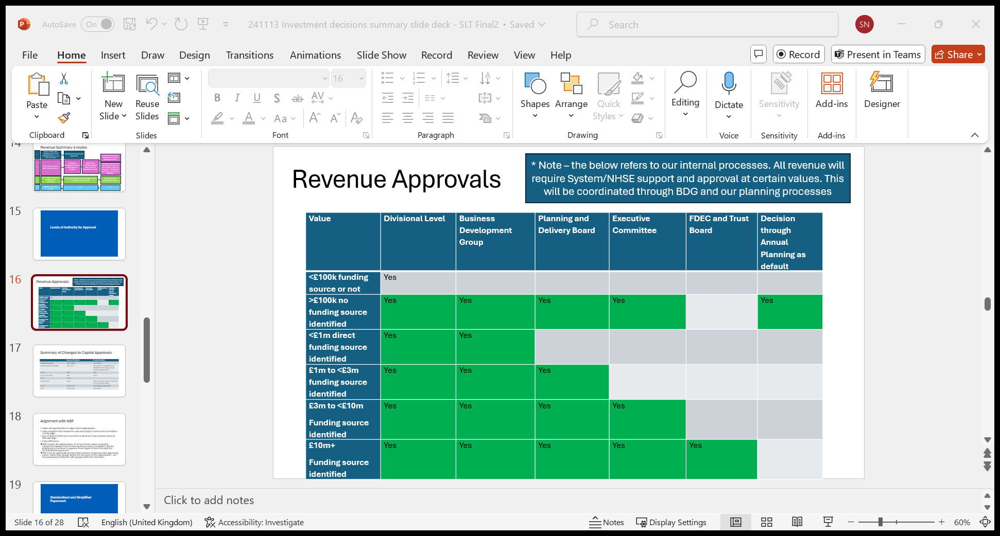 AutoSave On 241113 Investment decisions summary slide deck - SLT Final2 • Saved Search SN
File Home Insert Draw Design Transitions Animations Slide Show Record Review View Help Record Present in Teams Share
Paste New Slide Reuse Slides 16 Shapes Arrange Quick Styles Editing Dictate Sensitivity Add-ins Designer
Clipboard Slides Font Paragraph Drawing Voice Sensitivity Add-ins
14
Revenue Summary 4 routes
15
Levels of Authority for Approval
16
Revenue Approvals
17
Summary of Changes to Capital Approvals
18
Alignment with NBT
19
Standardised and Simplified
Paperwork
Revenue Approvals
* Note – the below refers to our internal processes. All revenue will
require System/NHSE support and approval at certain values. This
will be coordinated through BDG and our planning processes
Value
Divisional Level
Business
Development
Group
Planning and
Delivery Board
Executive
Committee
FDEC and Trust
Board
Decision
through
Annual
Planning as
default
<£100k funding
source or not
Yes
>£100k no
funding source
identified
Yes Yes Yes Yes Yes
<£1m direct
funding source
identified
Yes Yes
£1m to <£3m
funding source
identified
Yes Yes Yes
£3m to <£10m
Funding source
identified
Yes Yes Yes Yes
£10m+
Funding source
identified
Yes Yes Yes Yes Yes
Click to add notes
Slide 16 of 28 English (United Kingdom) Accessibility: Investigate Notes Display Settings 60%